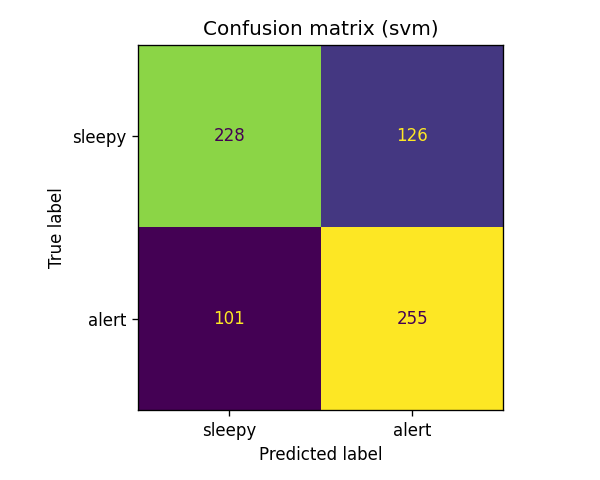 Confusion matrix (svm)
sleepy
228
126
True label
alert
101
255
sleepy
alert
Predicted label